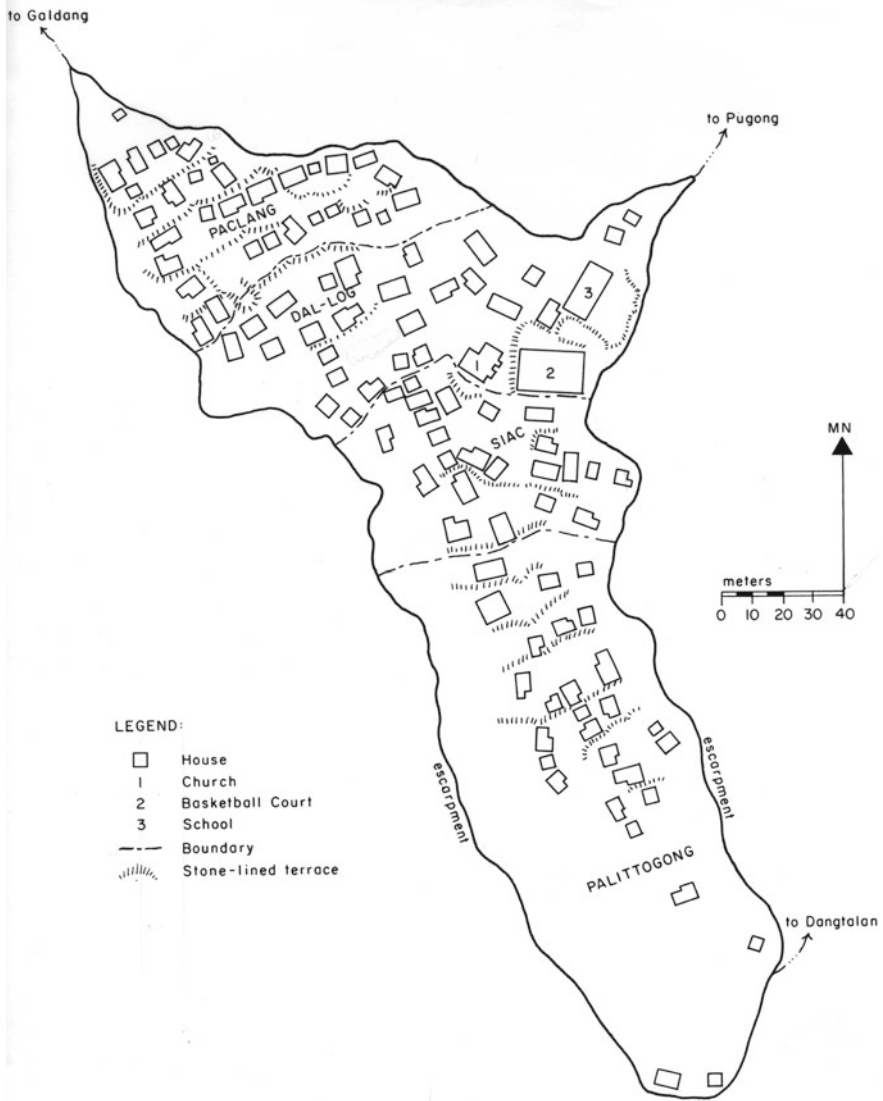 to Galdang
to Pugong
PACLANG
3
DAL-LOG
1
2
SIAC
MN
meters
0 10 20 30 40
LEGEND:
House
1 Church
2 Basketball Court
3 School
Boundary
Stone-lined terrace
escarpment
escarpment
PALITTOGONG
to Dangtalan